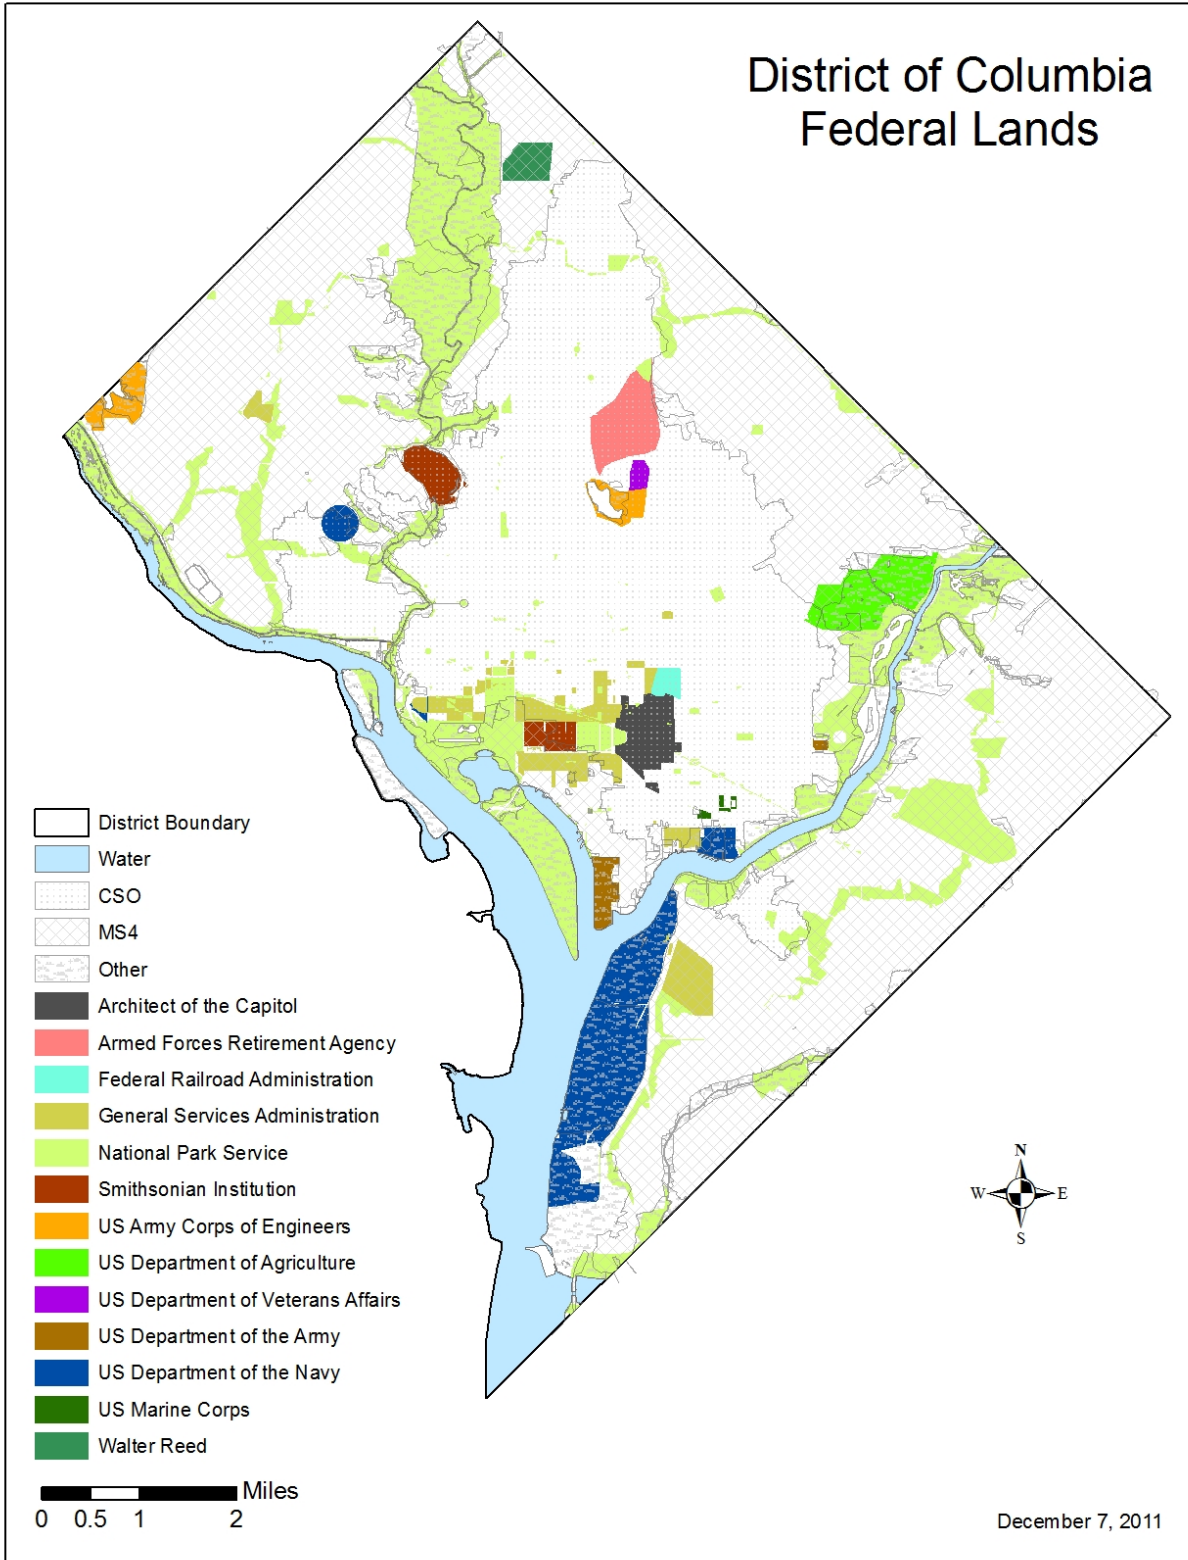 District of Columbia
Federal Lands
District Boundary
Water
CSO
MS4
Other
Architect of the Capitol
Armed Forces Retirement Agency
Federal Railroad Administration
General Services Administration
National Park Service
Smithsonian Institution
US Army Corps of Engineers
US Department of Agriculture
US Department of Veterans Affairs
US Department of the Army
US Department of the Navy
US Marine Corps
Walter Reed
N
W E
S
Miles
0 0.5 1 2
December 7, 2011